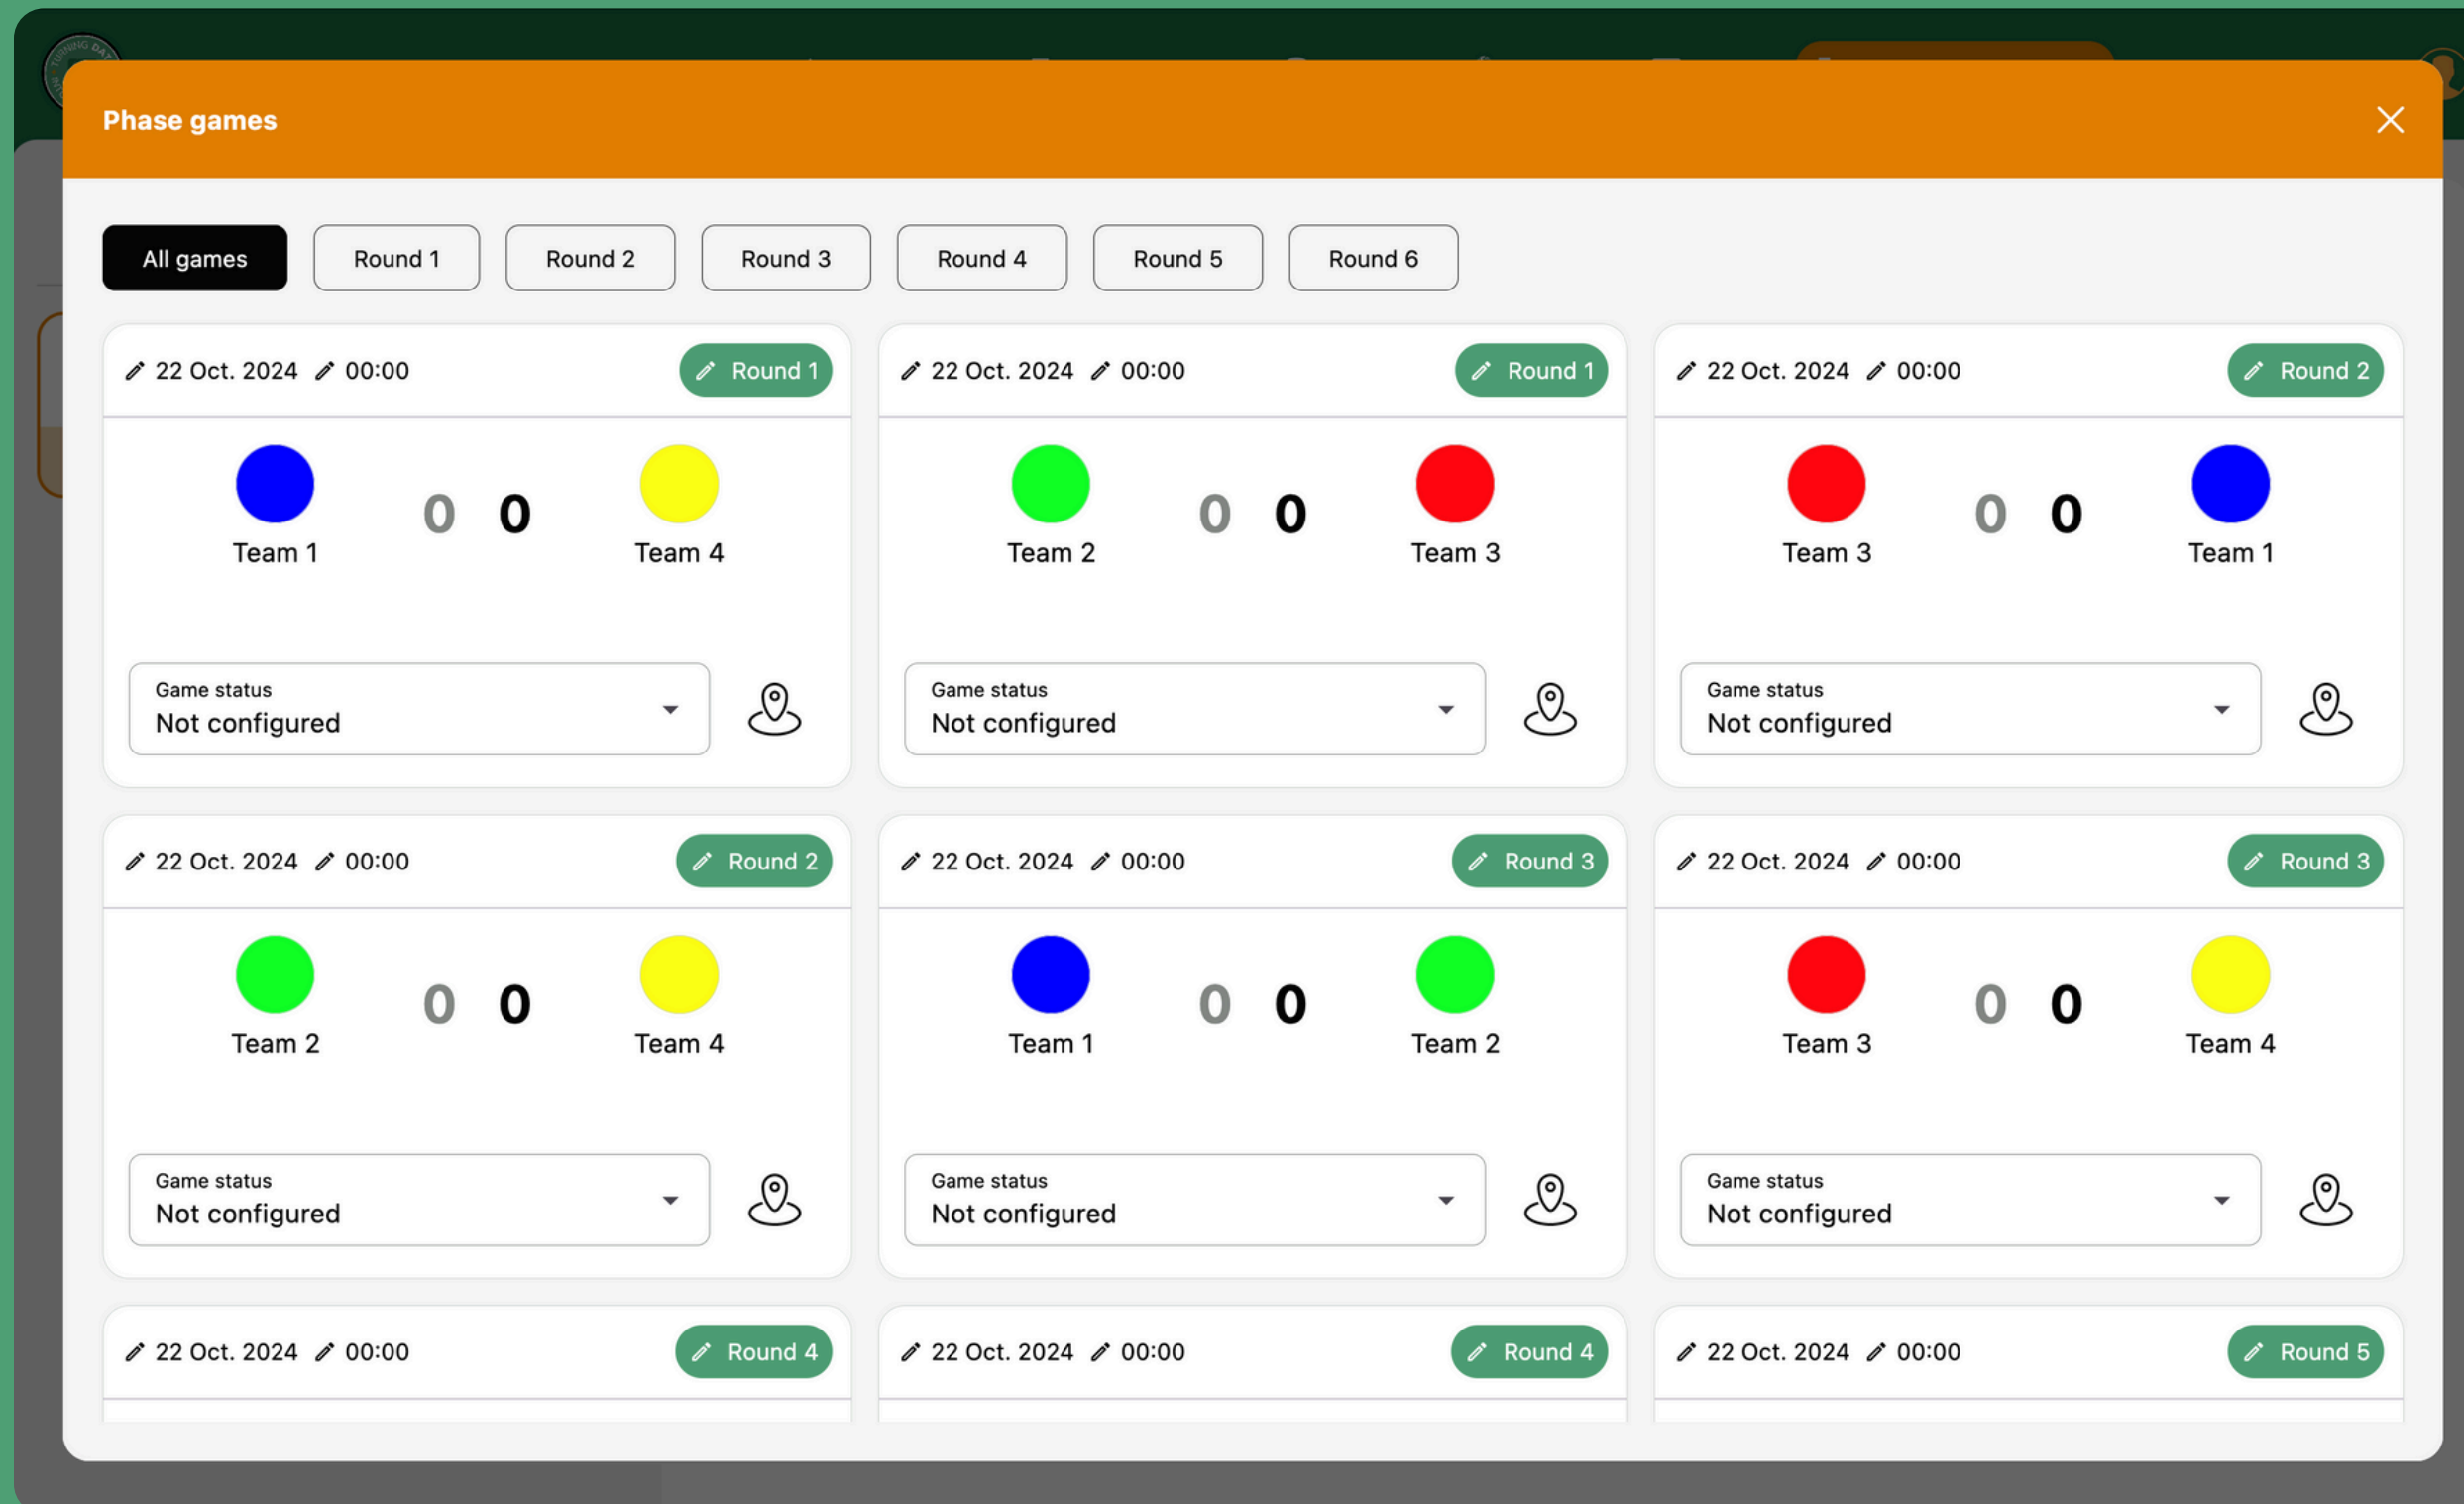 TURNING DAT
Phase games
All games
Round 1
Round 2
Round 3
Round 4
Round 5
Round 6
22 Oct. 2024 00:00 Round 1
Team 1 0 0 Team 4
Game status
Not configured
22 Oct. 2024 00:00 Round 1
Team 2 0 0 Team 3
Game status
Not configured
22 Oct. 2024 00:00 Round 2
Team 3 0 0 Team 1
Game status
Not configured
22 Oct. 2024 00:00 Round 2
Team 2 0 0 Team 4
Game status
Not configured
22 Oct. 2024 00:00 Round 3
Team 1 0 0 Team 2
Game status
Not configured
22 Oct. 2024 00:00 Round 3
Team 3 0 0 Team 4
Game status
Not configured
22 Oct. 2024 00:00 Round 4
22 Oct. 2024 00:00 Round 4
22 Oct. 2024 00:00 Round 5